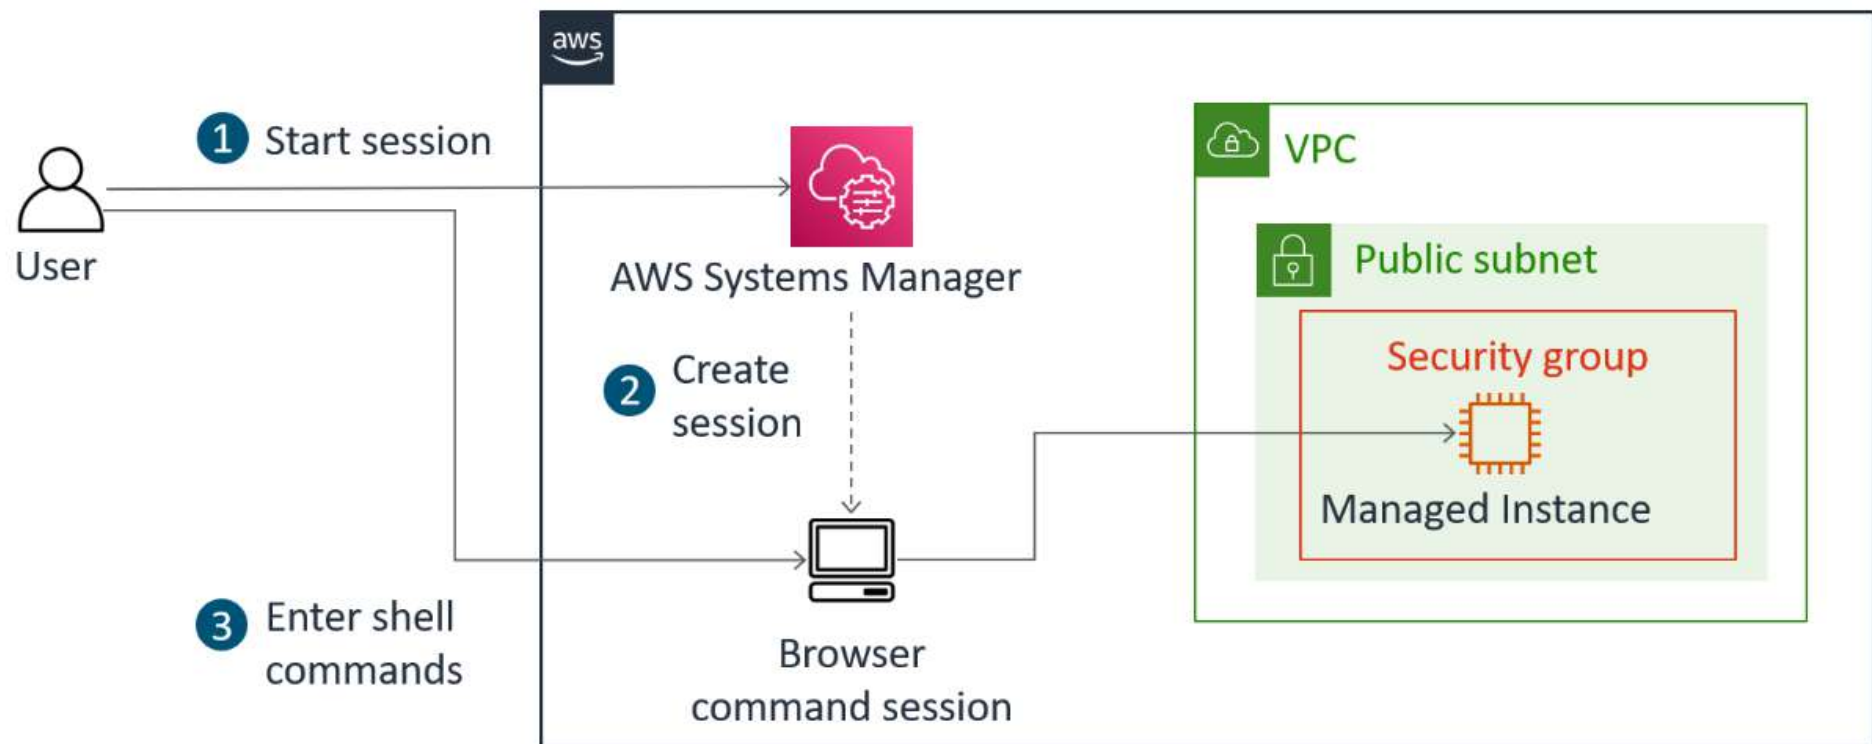 aws
1 Start session
User
AWS Systems Manager
2 Create
session
3 Enter shell
commands
Browser
command session
VPC
Public subnet
Security group
Managed Instance